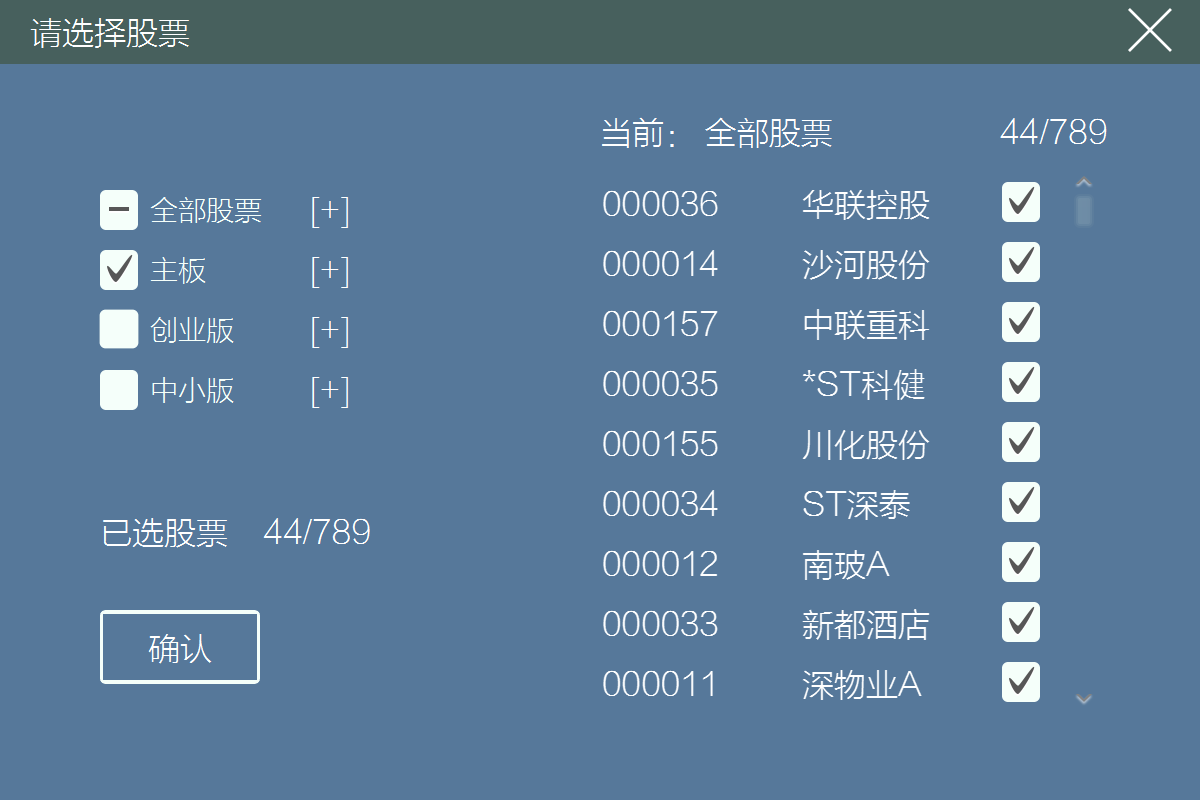 请选择股票
当前： 全部股票 44/789
全部股票 [+]
主板 [+]
创业版 [+]
中小版 [+]
已选股票 44/789
确认
000036 华联控股
000014 沙河股份
000157 中联重科
000035 *ST科健
000155 川化股份
000034 ST深泰
000012 南玻A
000033 新都酒店
000011 深物业A